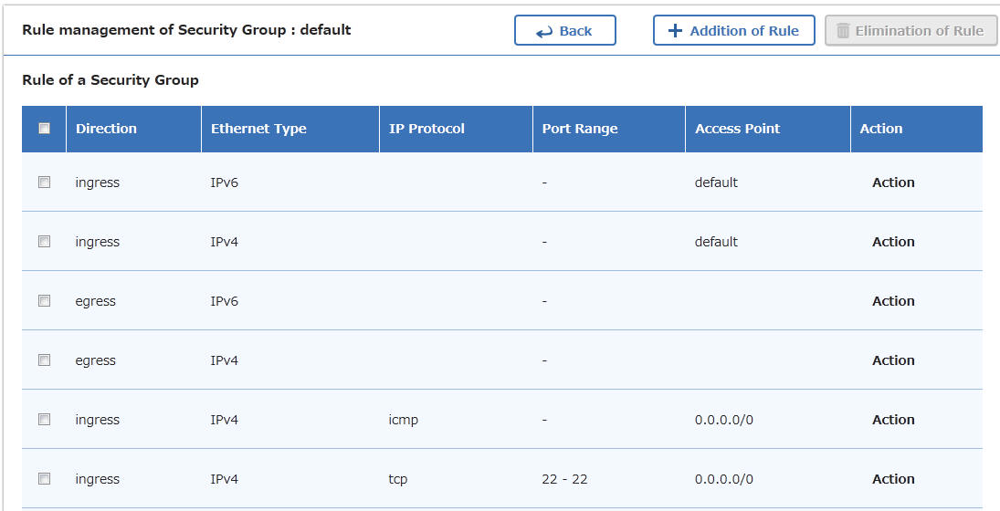 Rule management of Security Group : default
Back
Addition of Rule
Elimination of Rule
Rule of a Security Group
Direction Ethernet Type IP Protocol Port Range Access Point Action
ingress IPv6 - default Action
ingress IPv4 - default Action
egress IPv6 - Action
egress IPv4 - Action
ingress IPv4 icmp - 0.0.0.0/0 Action
ingress IPv4 tcp 22 - 22 0.0.0.0/0 Action